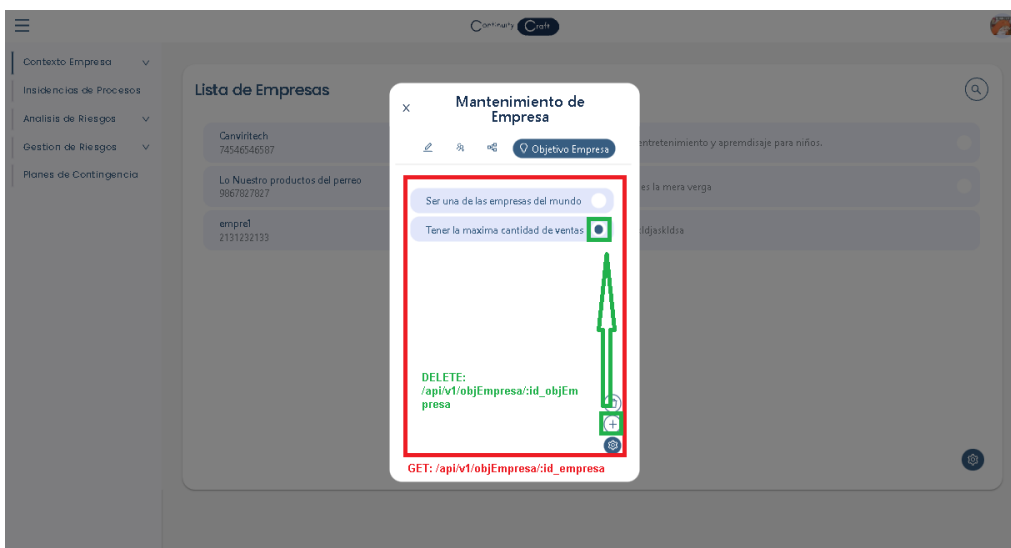 Continuity Craft
Contexto Empresa
Insidencias de Procesos
Analisis de Riesgos
Gestion de Riesgos
Planes de Contingencia
Lista de Empresas
Canviritech
74546546587
entretenimiento y apremdisaje para niños.
Lo Nuestro productos del perreo
9867827827
es la mera verga
empre1
2131232133
ldjaskldsa
X
Mantenimiento de
Empresa
Objetivo Empresa
Ser una de las empresas del mundo
Tener la maxima cantidad de ventas
DELETE:
/api/v1/objEmpresa/:id_objEm
presa
GET: /api/v1/objEmpresa/:id_empresa